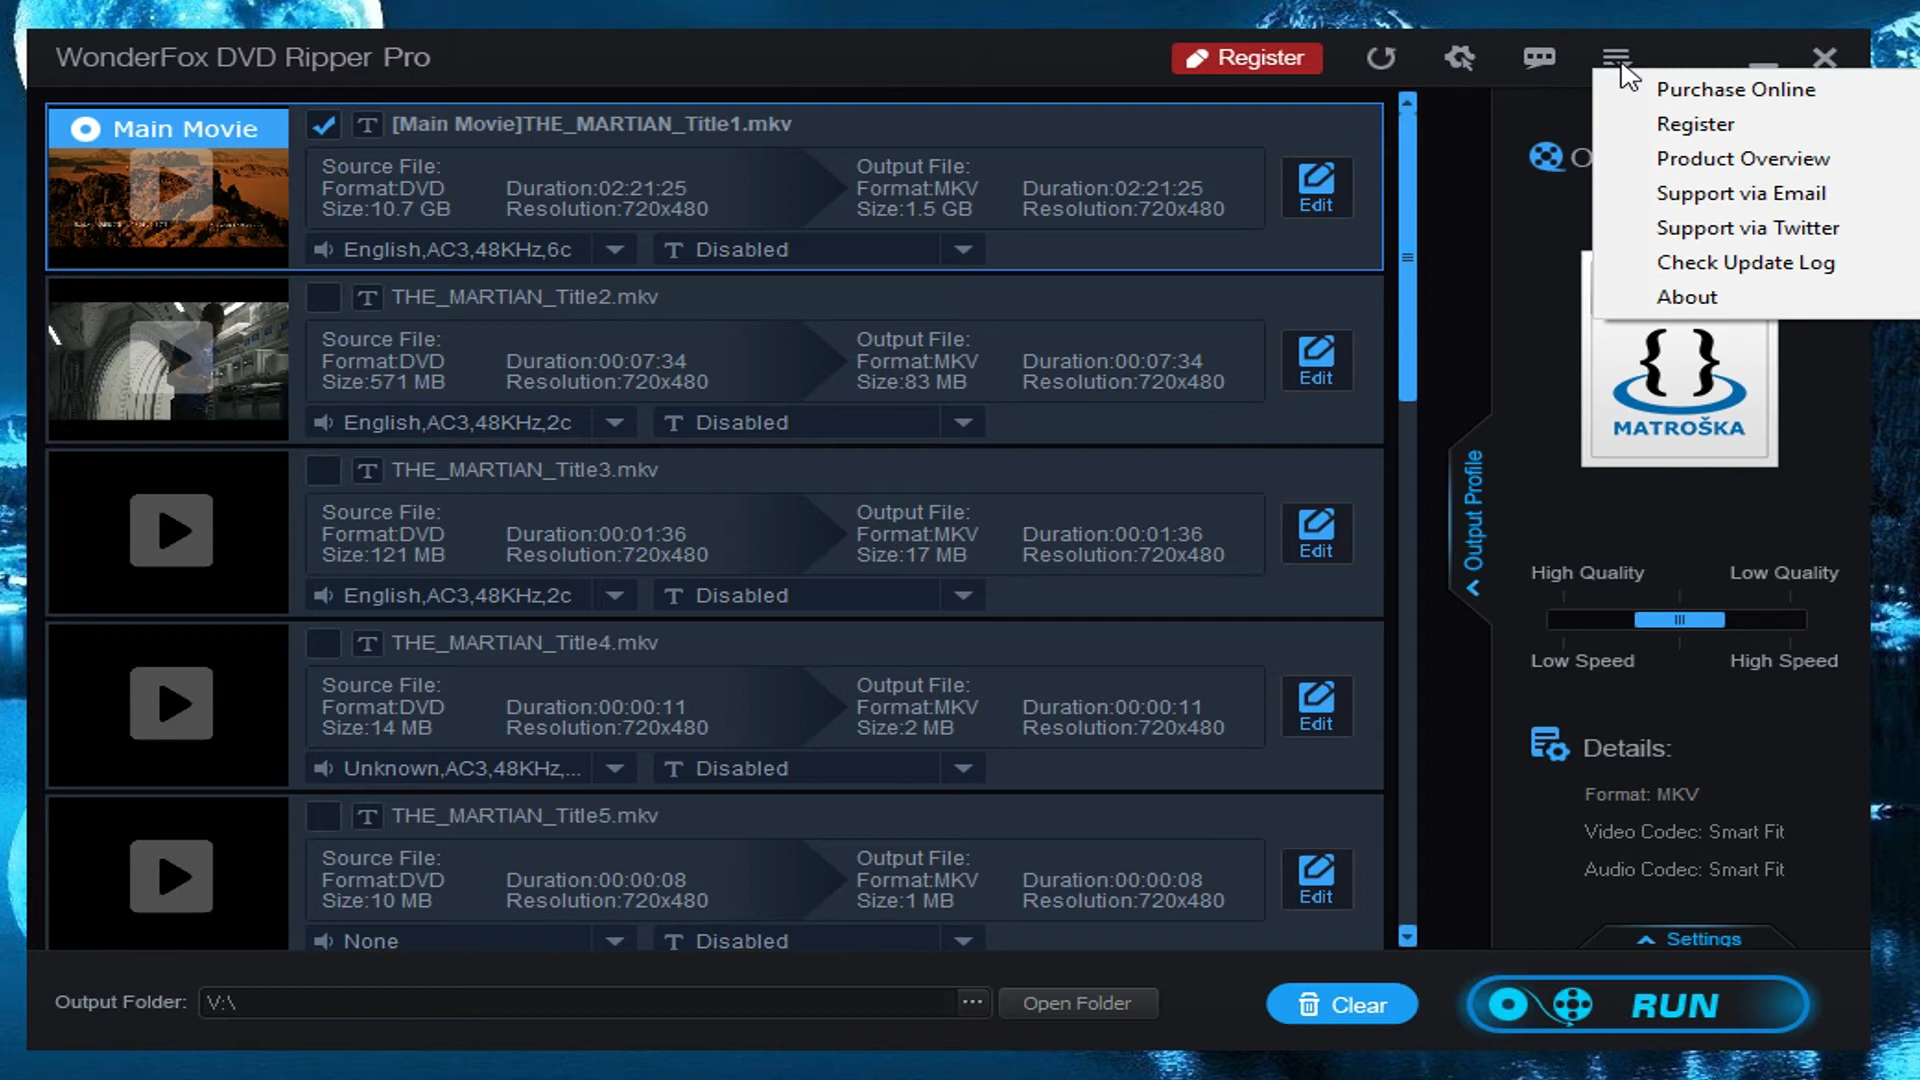 WonderFox DVD Ripper Pro
Register
Purchase Online
Register
Product Overview
Support via Email
Support via Twitter
Check Update Log
About
Main Movie
[Main Movie]THE_MARTIAN_Title1.mkv
Source File:
Format:DVD Duration:02:21:25
Size:10.7 GB Resolution:720x480
Output File:
Format:MKV Duration:02:21:25
Size:1.5 GB Resolution:720x480
Edit
English,AC3,48KHz,6c
T Disabled
T THE_MARTIAN_Title2.mkv
Source File:
Format:DVD Duration:00:07:34
Size:571 MB Resolution:720x480
Output File:
Format:MKV Duration:00:07:34
Size:83 MB Resolution:720x480
Edit
English,AC3,48KHz,2c
T Disabled
T THE_MARTIAN_Title3.mkv
Source File:
Format:DVD Duration:00:01:36
Size:121 MB Resolution:720x480
Output File:
Format:MKV Duration:00:01:36
Size:17 MB Resolution:720x480
Edit
English,AC3,48KHz,2c
T Disabled
T THE_MARTIAN_Title4.mkv
Source File:
Format:DVD Duration:00:00:11
Size:14 MB Resolution:720x480
Output File:
Format:MKV Duration:00:00:11
Size:2 MB Resolution:720x480
Edit
Unknown,AC3,48KHz,...
T Disabled
T THE_MARTIAN_Title5.mkv
Source File:
Format:DVD Duration:00:00:08
Size:10 MB Resolution:720x480
Output File:
Format:MKV Duration:00:00:08
Size:1 MB Resolution:720x480
Edit
None
T Disabled
Output Profile
{ }
MATROŠKA
High Quality Low Quality
Low Speed High Speed
Details:
Format: MKV
Video Codec: Smart Fit
Audio Codec: Smart Fit
Settings
Output Folder: V:\ ... Open Folder
Clear
RUN